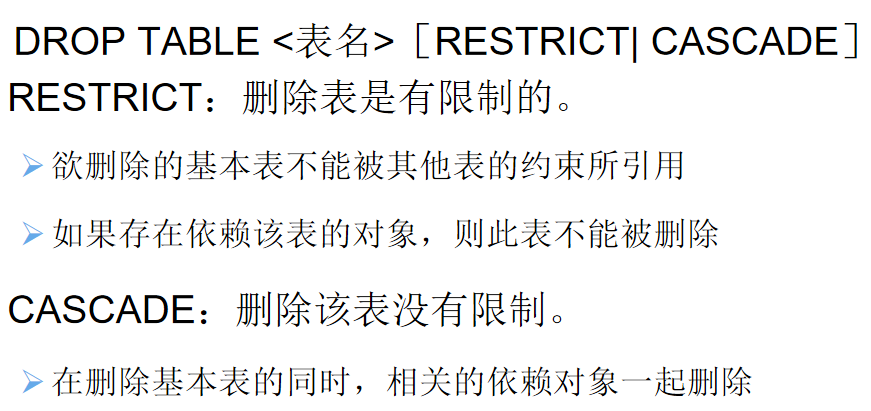 DROP TABLE <表名>［RESTRICT| CASCADE］
RESTRICT：删除表是有限制的。
➢欲删除的基本表不能被其他表的约束所引用
➢如果存在依赖该表的对象，则此表不能被删除
CASCADE：删除该表没有限制。
➢在删除基本表的同时，相关的依赖对象一起删除